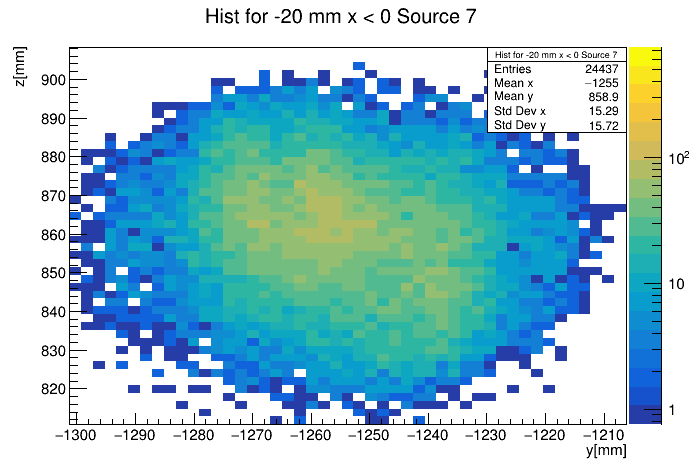 Hist for -20 mm x < 0 Source 7
z[mm]
Hist for -20 mm x < 0 Source 7
Entries 24437
Mean x −1255
Mean y 858.9
Std Dev x 15.29
Std Dev y 15.72
900
890
880
870
860
850
840
830
820
10²
10
1
−1300 −1290 −1280 −1270 −1260 −1250 −1240 −1230 −1220 −1210
y[mm]